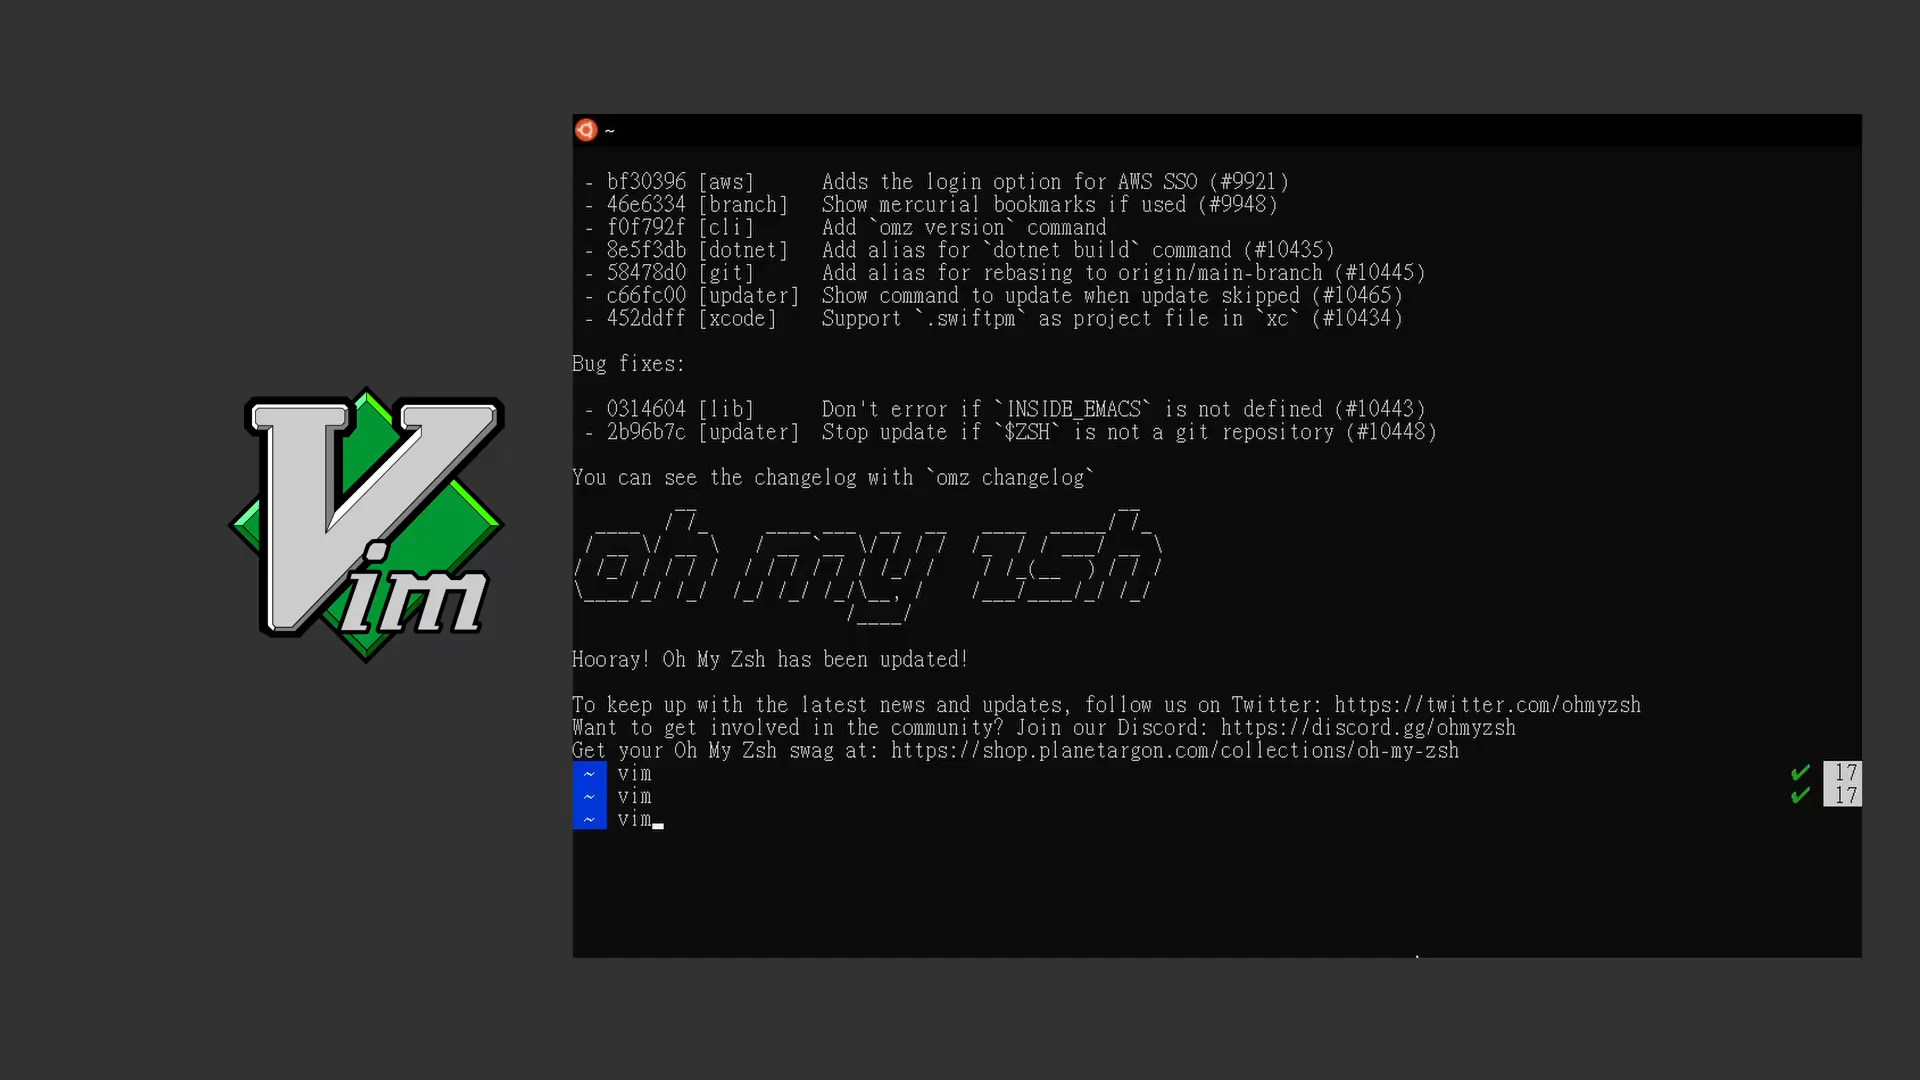 Vim
~
- bf30396 [aws] Adds the login option for AWS SSO (#9921)
- 46e6334 [branch] Show mercurial bookmarks if used (#9948)
- f0f792f [cli] Add `omz version` command
- 8e5f3db [dotnet] Add alias for `dotnet build` command (#10435)
- 58478d0 [git] Add alias for rebasing to origin/main-branch (#10445)
- c66fc00 [updater] Show command to update when update skipped (#10465)
- 452ddff [xcode] Support `.swiftpm` as project file in `xc` (#10434)
Bug fixes:
- 0314604 [lib] Don't error if `INSIDE_EMACS` is not defined (#10443)
- 2b96b7c [updater] Stop update if `$ZSH` is not a git repository (#10448)
You can see the changelog with `omz changelog`
oh my zsh
Hooray! Oh My Zsh has been updated!
To keep up with the latest news and updates, follow us on Twitter: https://twitter.com/ohmyzsh
Want to get involved in the community? Join our Discord: https://discord.gg/ohmyzsh
Get your Oh My Zsh swag at: https://shop.planetargon.com/collections/oh-my-zsh
~ vim ✔ 17
~ vim ✔ 17
~ vim